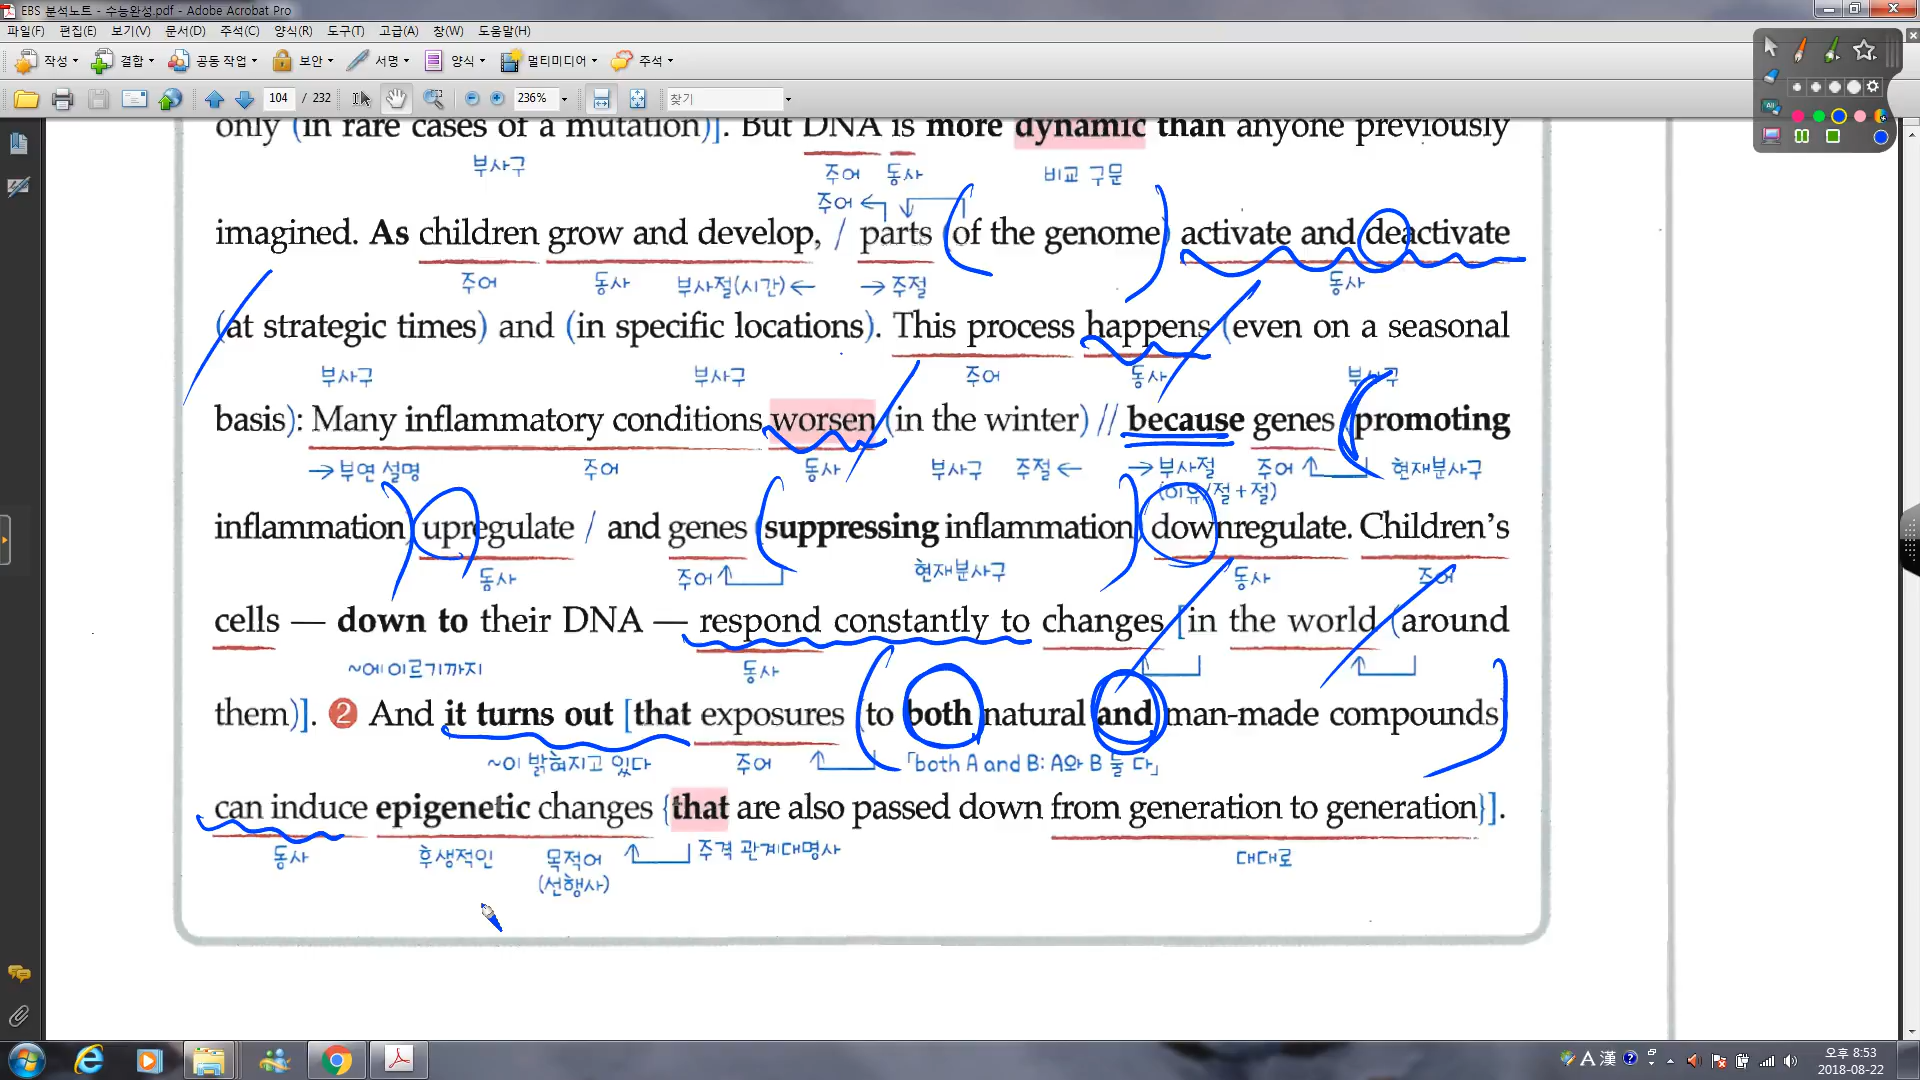 EBS 분석노트 - 수능완성.pdf - Adobe Acrobat Pro
파일(F) 편집(E) 보기(V) 문서(D) 주석(C) 양식(R) 도구(T) 고급(A) 창(W) 도움말(H)
작성 결합 공동 작업 보안 서명 양식 멀티미디어 주석
104 / 232 236% 찾기
only (in rare cases of a mutation)]. But DNA is more dynamic than anyone previously
부사구 주어 동사 비교 구문
주어
imagined. As children grow and develop, / parts (of the genome) activate and deactivate
주어 동사 부사절(시간) ← → 주절 동사
(at strategic times) and (in specific locations). This process happens (even on a seasonal
부사구 부사구 주어 동사 부사구
basis): Many inflammatory conditions worsen (in the winter) // because genes (promoting
→ 부연 설명 주어 동사 부사구 주절 ← → 부사절 주어 현재분사구
(이유/절 + 절)
inflammation) upregulate / and genes (suppressing inflammation) downregulate. Children's
동사 주어 현재분사구 동사 주어
cells — down to their DNA — respond constantly to changes [in the world (around
~에 이르기까지 동사
them)]. 2 And it turns out [that exposures (to both natural and man-made compounds)
~이 밝혀지고 있다 주어 「both A and B: A와 B 둘 다」
can induce epigenetic changes {that are also passed down from generation to generation}].
동사 후생적인 목적어 주격 관계대명사 대대로
(선행사)
A 漢
오후 8:53
2018-08-22